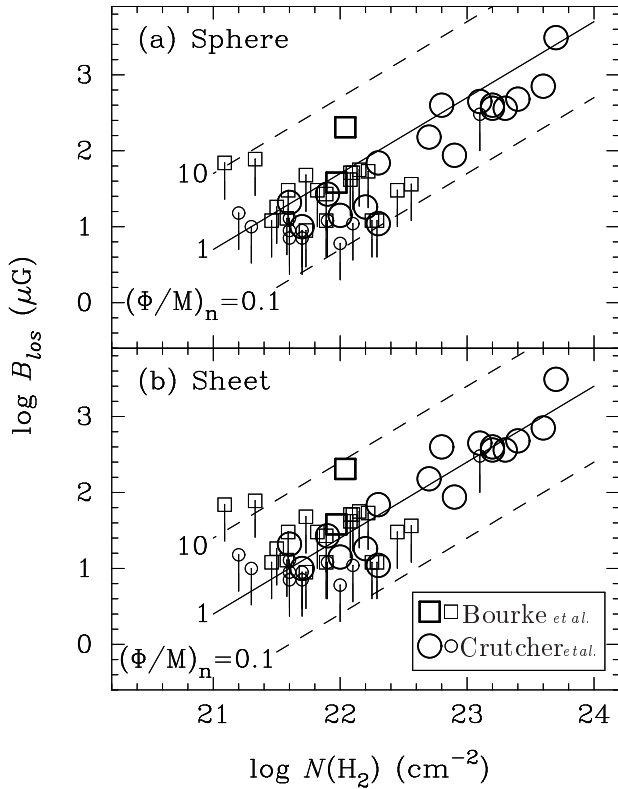 (a) Sphere
3
2
10
1
1
0
(Φ/M)n=0.1
log Blos (μG)
(b) Sheet
3
2
10
1
1
0
(Φ/M)n=0.1
Bourke et al.
Crutcher et al.
21 22 23 24
log N(H2) (cm−2)